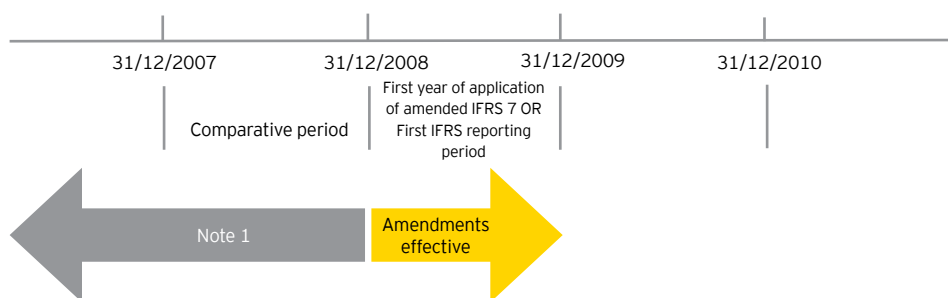 31/12/2007
31/12/2008
31/12/2009
31/12/2010
Comparative period
First year of application
of amended IFRS 7 OR
First IFRS reporting
period
Note 1
Amendments
effective